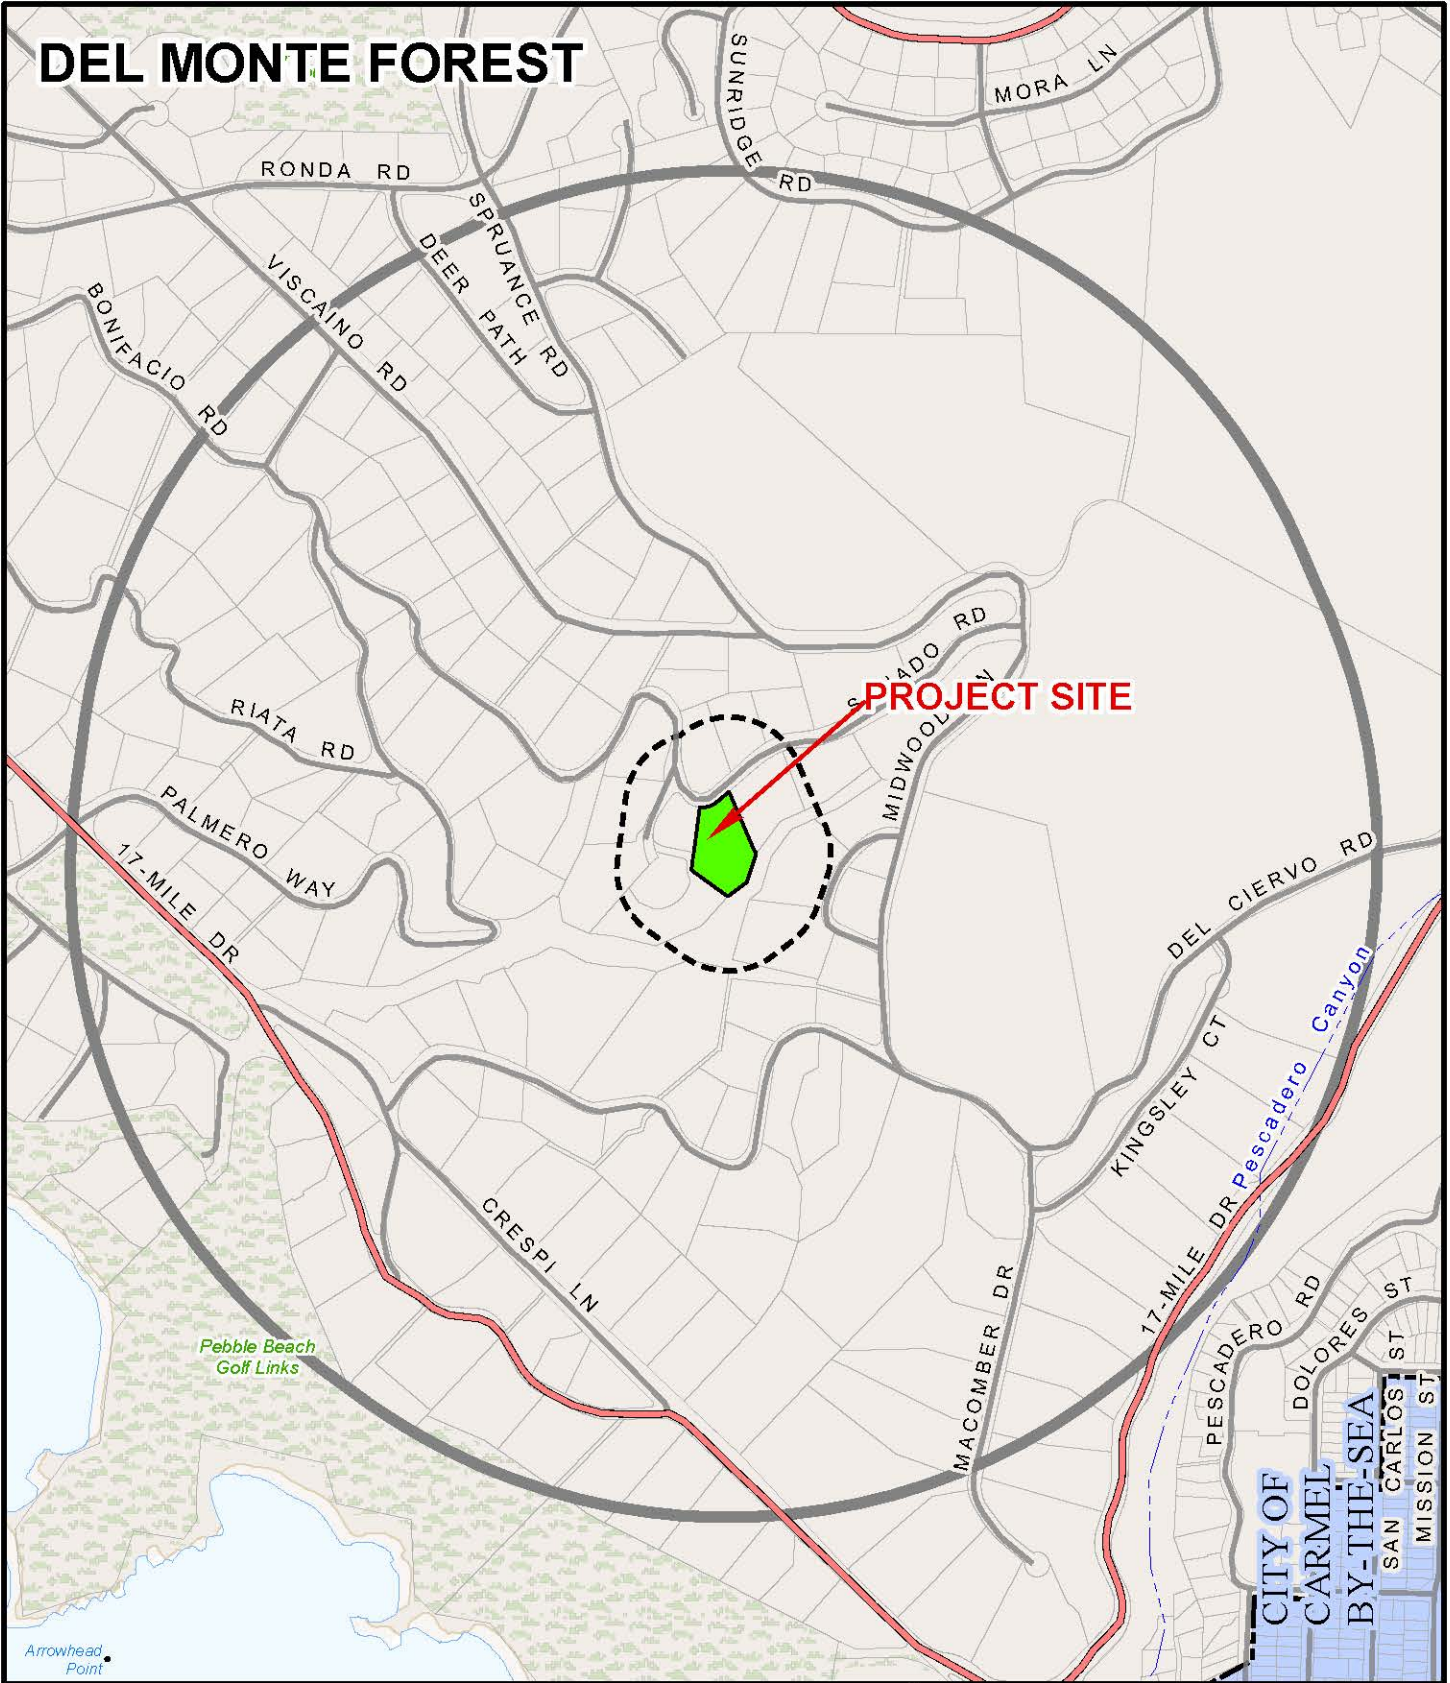 DEL MONTE FOREST
SUNRIDGE RD
MORA LN
RONDA RD
SPRUANCE RD
DEER PATH
VISCAINO RD
BONIFACIO RD
RD
PROJECT SITE
MIDWOOD
RIATA RD
PALMERO WAY
17-MILE DR
DEL CIERVO RD
Pescadero Canyon
KINGSLEY CT
CRESPI LN
MACOMBER DR
17-MILE DR
PESCADERO RD
DOLORES ST
SAN CARLOS ST
MISSION ST
Pebble Beach
Golf Links
CITY OF
CARMEL
BY-THE-SEA
Arrowhead
Point